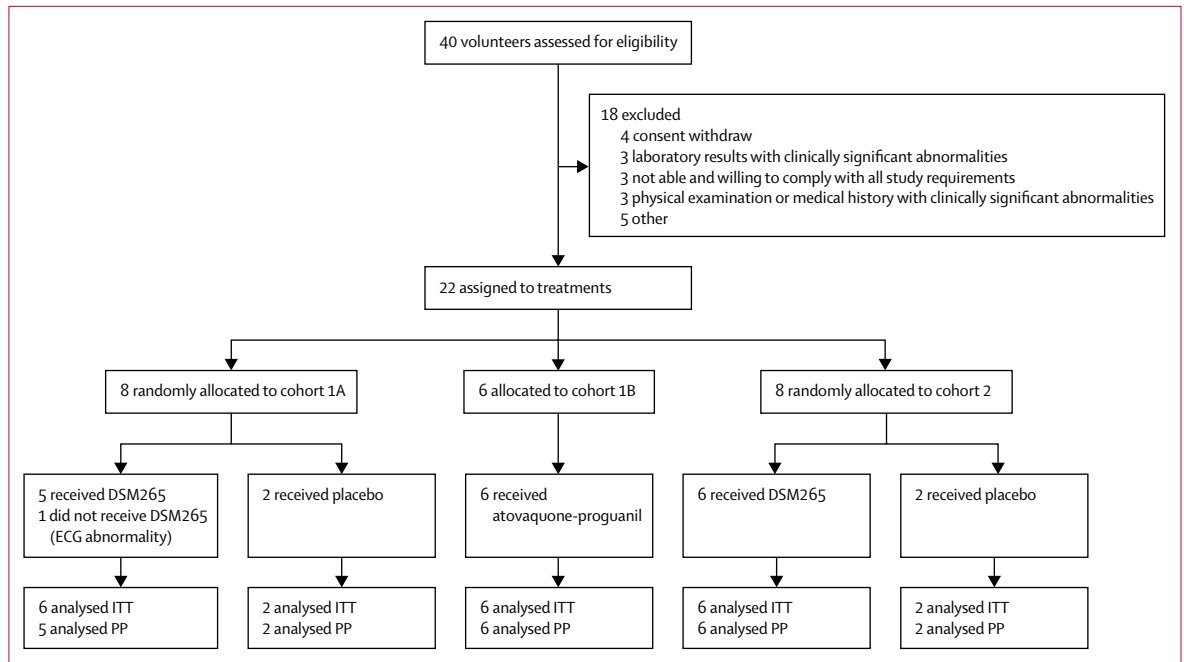 40 volunteers assessed for eligibility
18 excluded
4 consent withdraw
3 laboratory results with clinically significant abnormalities
3 not able and willing to comply with all study requirements
3 physical examination or medical history with clinically significant abnormalities
5 other
22 assigned to treatments
8 randomly allocated to cohort 1A
6 allocated to cohort 1B
8 randomly allocated to cohort 2
5 received DSM265
1 did not receive DSM265
(ECG abnormality)
2 received placebo
6 received
atovaquone-proguanil
6 received DSM265
2 received placebo
6 analysed ITT
5 analysed PP
2 analysed ITT
2 analysed PP
6 analysed ITT
6 analysed PP
6 analysed ITT
6 analysed PP
2 analysed ITT
2 analysed PP